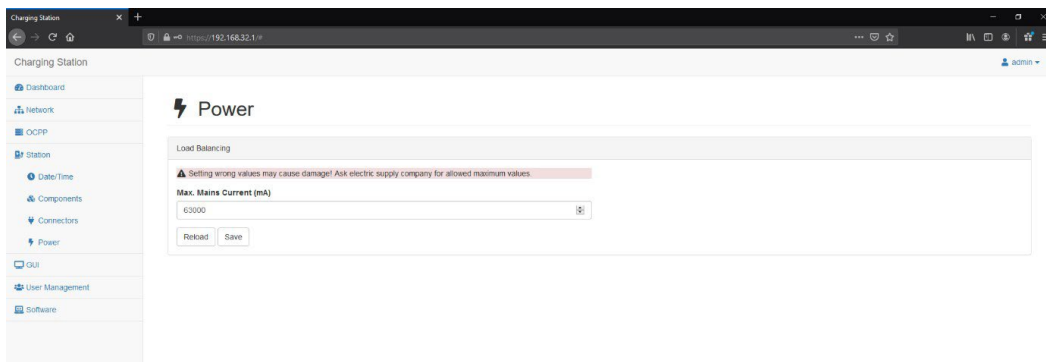 Charging Station
https://192.168.32.1/#
Charging Station
admin
Dashboard
Network
OCPP
Station
Date/Time
Components
Connectors
Power
GUI
User Management
Software
Power
Load Balancing
Setting wrong values may cause damage! Ask electric supply company for allowed maximum values.
Max. Mains Current (mA)
63000
Reload Save